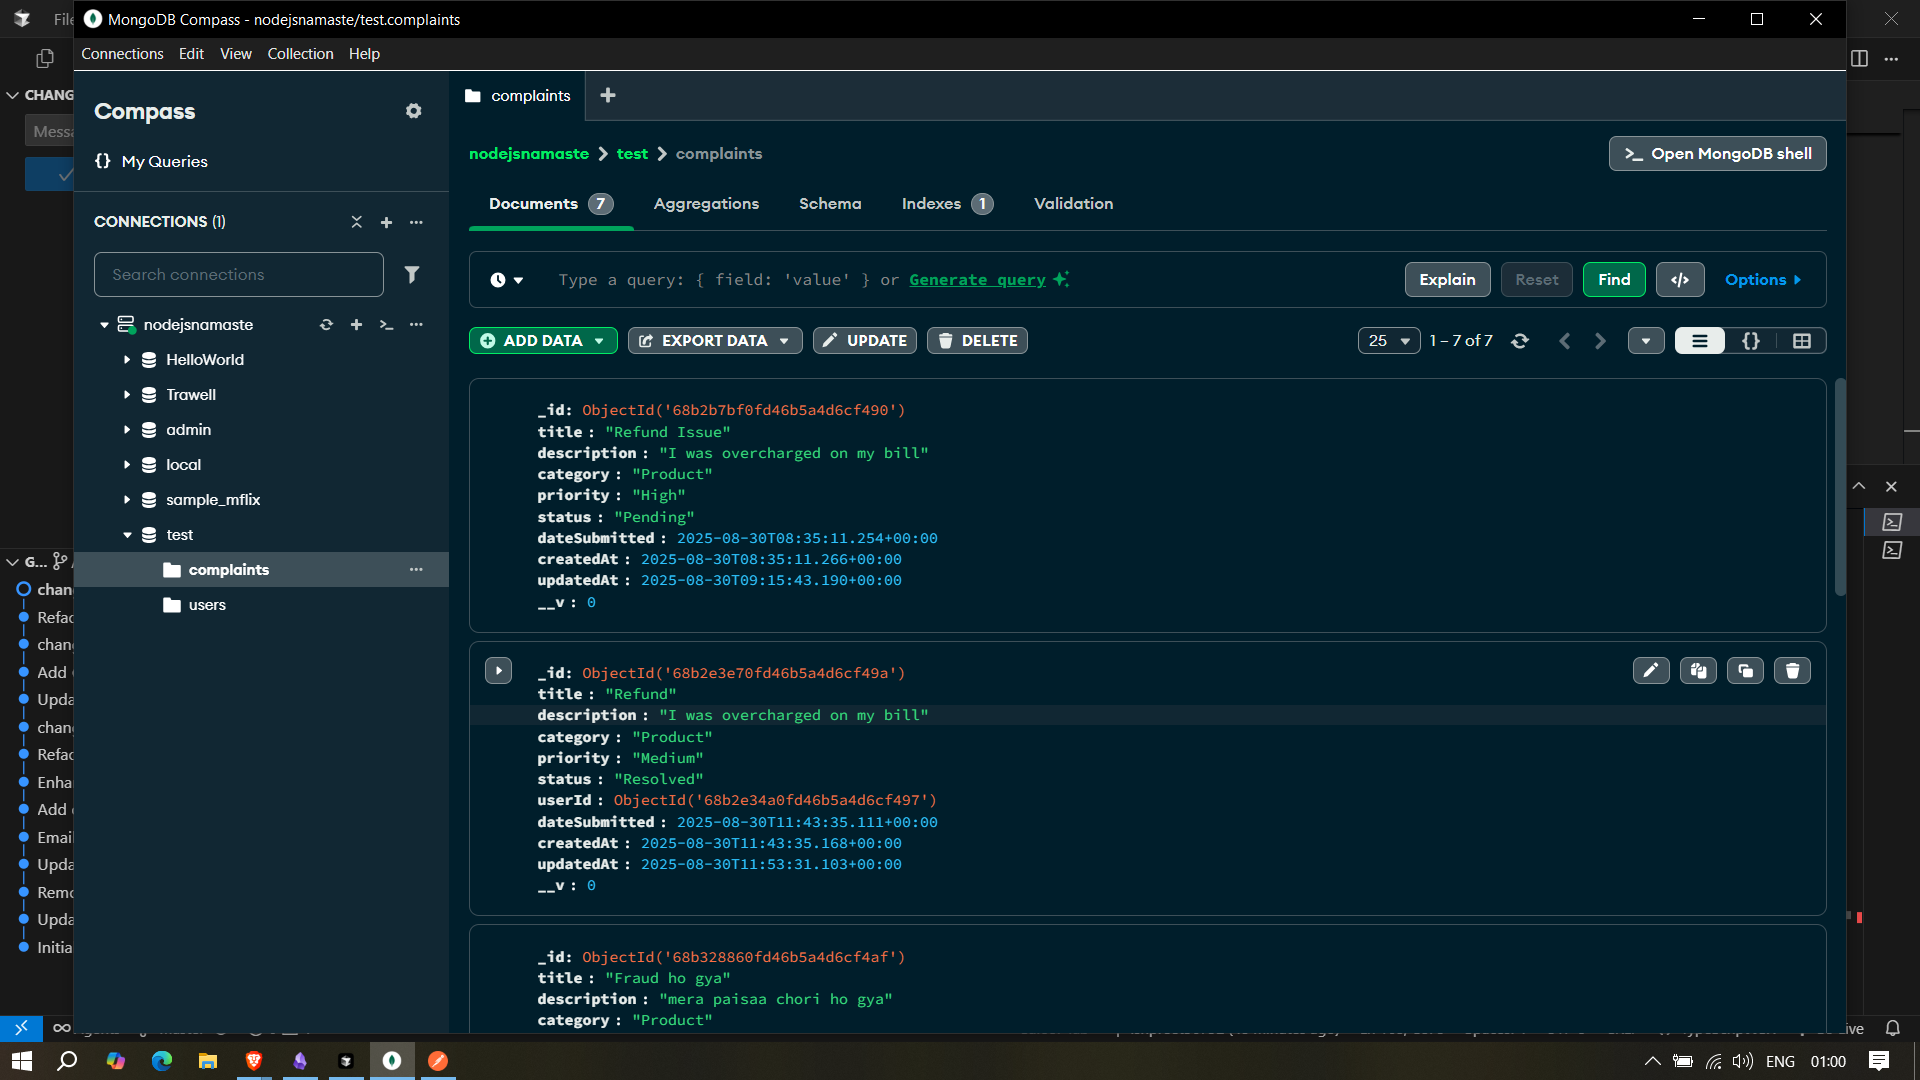 File
MongoDB Compass - nodejsnamaste/test.complaints
Connections Edit View Collection Help
CHANG
Compass
complaints
Messa
My Queries
nodejsnamaste > test > complaints
>_ Open MongoDB shell
Documents 7 Aggregations Schema Indexes 1 Validation
CONNECTIONS (1)
Search connections
Type a query: { field: 'value' } or Generate query
Explain Reset Find </> Options
nodejsnamaste
ADD DATA EXPORT DATA UPDATE DELETE
25 1 – 7 of 7
HelloWorld
Trawell
admin
local
sample_mflix
test
complaints
users
_id: ObjectId('68b2b7bf0fd46b5a4d6cf490')
title : "Refund Issue"
description : "I was overcharged on my bill"
category : "Product"
priority : "High"
status : "Pending"
dateSubmitted : 2025-08-30T08:35:11.254+00:00
createdAt : 2025-08-30T08:35:11.266+00:00
updatedAt : 2025-08-30T09:15:43.190+00:00
__v : 0
_id: ObjectId('68b2e3e70fd46b5a4d6cf49a')
title : "Refund"
description : "I was overcharged on my bill"
category : "Product"
priority : "Medium"
status : "Resolved"
userId : ObjectId('68b2e34a0fd46b5a4d6cf497')
dateSubmitted : 2025-08-30T11:43:35.111+00:00
createdAt : 2025-08-30T11:43:35.168+00:00
updatedAt : 2025-08-30T11:53:31.103+00:00
__v : 0
_id: ObjectId('68b328860fd46b5a4d6cf4af')
title : "Fraud ho gya"
description : "mera paisaa chori ho gya"
category : "Product"
G...
chan
Refac
chan
Add
Upda
chan
Refac
Enha
Add
Email
Upda
Remo
Upda
Initia
ENG 01:00